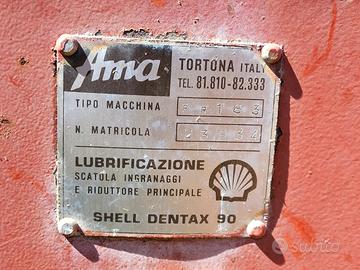 Ama
TORTONA ITALY
TEL. 81.810-82.333
TIPO MACCHINA
N. MATRICOLA
LUBRIFICAZIONE
SCATOLA INGRANAGGI
E RIDUTTORE PRINCIPALE
SHELL DENTAX 90
subito